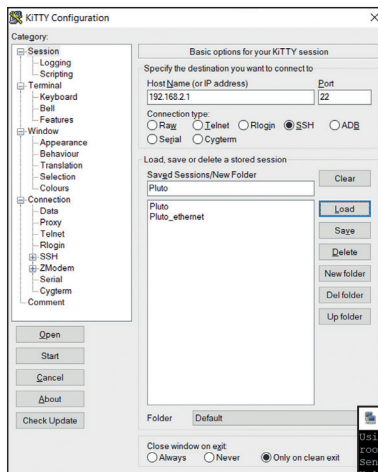 KiTTY Configuration
Category:
Session
Logging
Scripting
Terminal
Keyboard
Bell
Features
Window
Appearance
Behaviour
Translation
Selection
Colours
Connection
Data
Proxy
Telnet
Rlogin
SSH
ZModem
Serial
Cygterm
Comment
Open
Start
Cancel
About
Check Update
Basic options for your KiTTY session
Specify the destination you want to connect to
Host Name (or IP address) Port
192.168.2.1 22
Connection type:
Raw Telnet Rlogin SSH ADB
Serial Cygterm
Load, save or delete a stored session
Saved Sessions/New Folder
Pluto
Clear
Pluto
Pluto_ethernet
Load
Save
Delete
New folder
Del folder
Up folder
Folder Default
Close window on exit:
Always Never Only on clean exit
Usi
roo
Sen